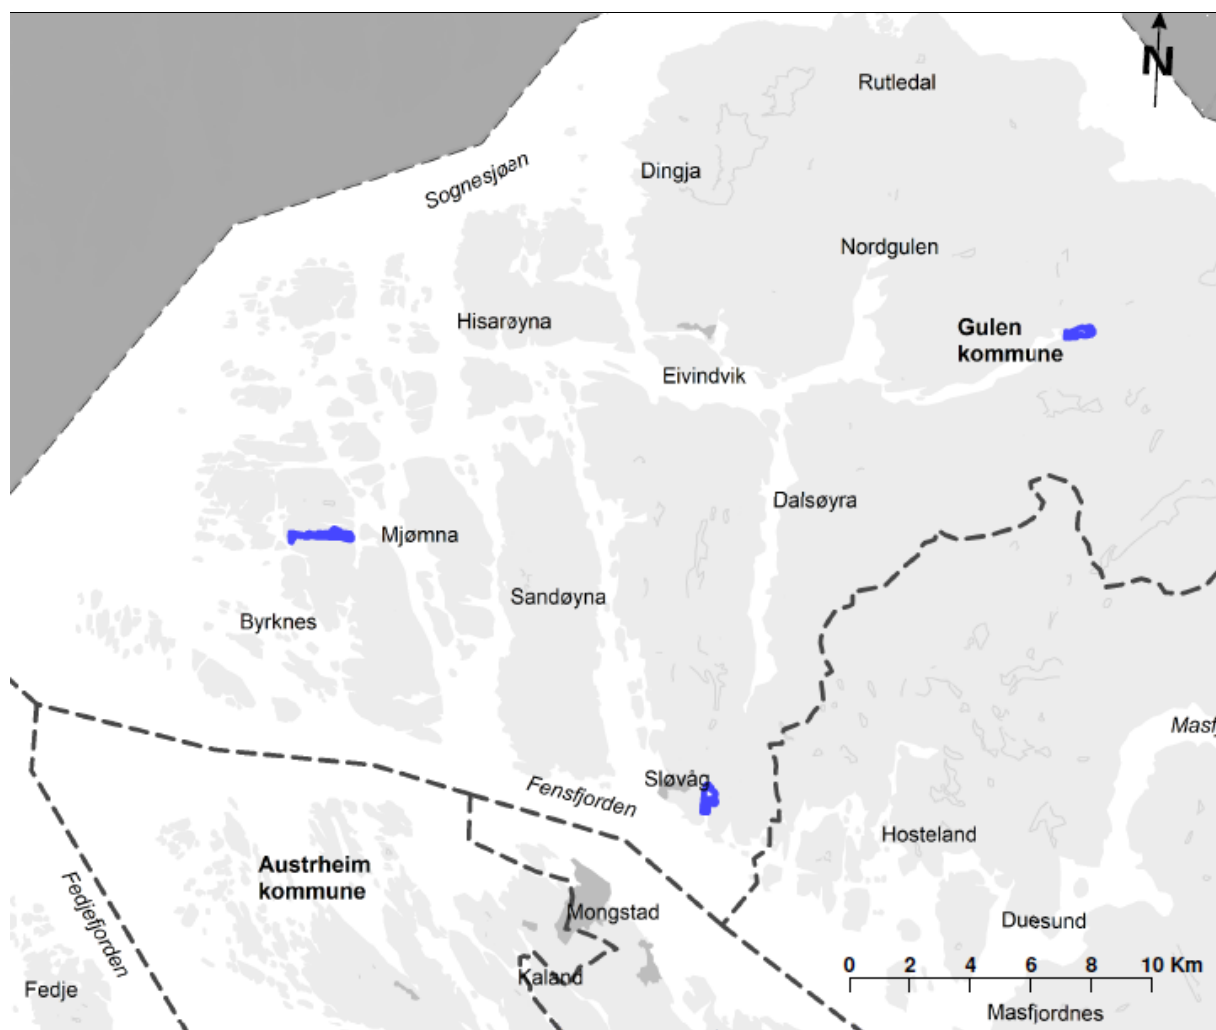 N
Rutledal
Dingja
Sognesjøen
Nordgulen
Hisarøyna
Gulen
kommune
Eivindvik
Dalsøyra
Mjømna
Sandøyna
Byrknes
Masfj
Sløvåg
Fensfjorden
Hosteland
Austrheim
kommune
Fedjefjorden
Mongstad
Duesund
Kaland
Fedje
0 2 4 6 8 10 Km
Masfjordnes